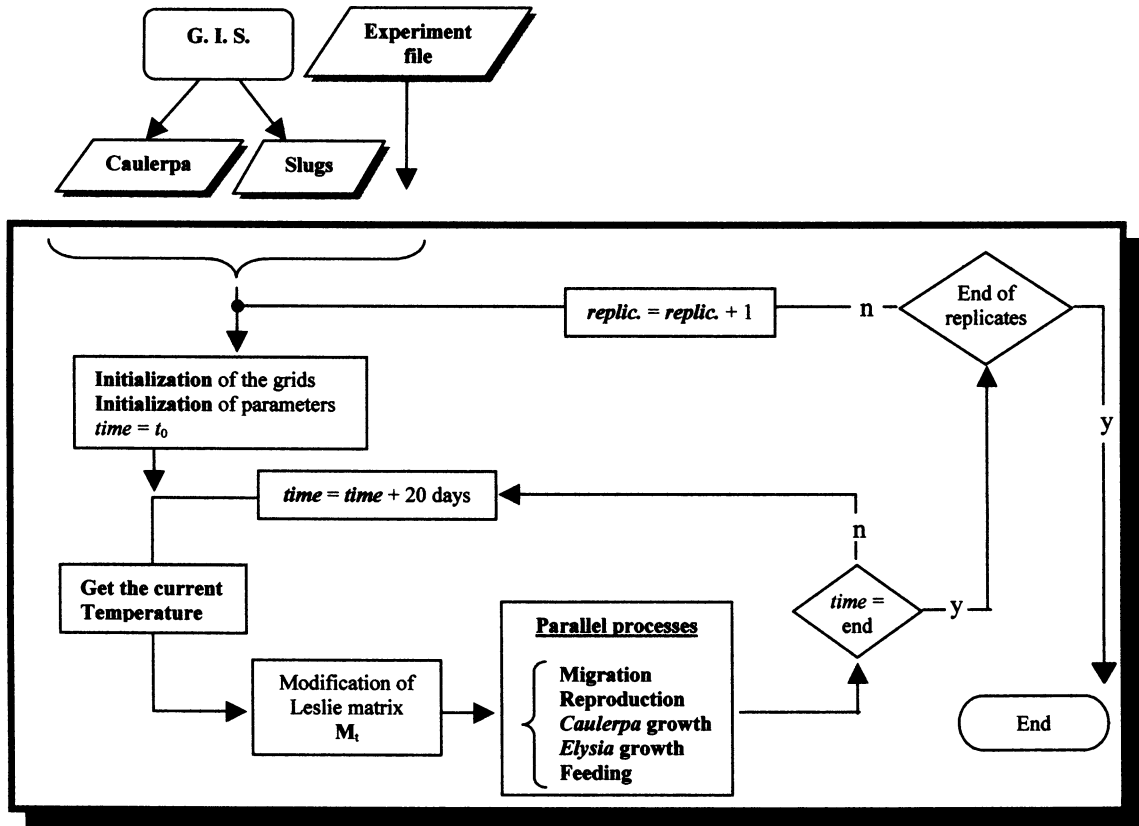 G. I. S.
Experiment
file
Caulerpa
Slugs
replic. = replic. + 1
n
End of
replicates
y
Initialization of the grids
Initialization of parameters
time = t₀
time = time + 20 days
n
Get the current
Temperature
time =
end
y
Parallel processes
Migration
Reproduction
Caulerpa growth
Elysia growth
Feeding
Modification of
Leslie matrix
Mₜ
End